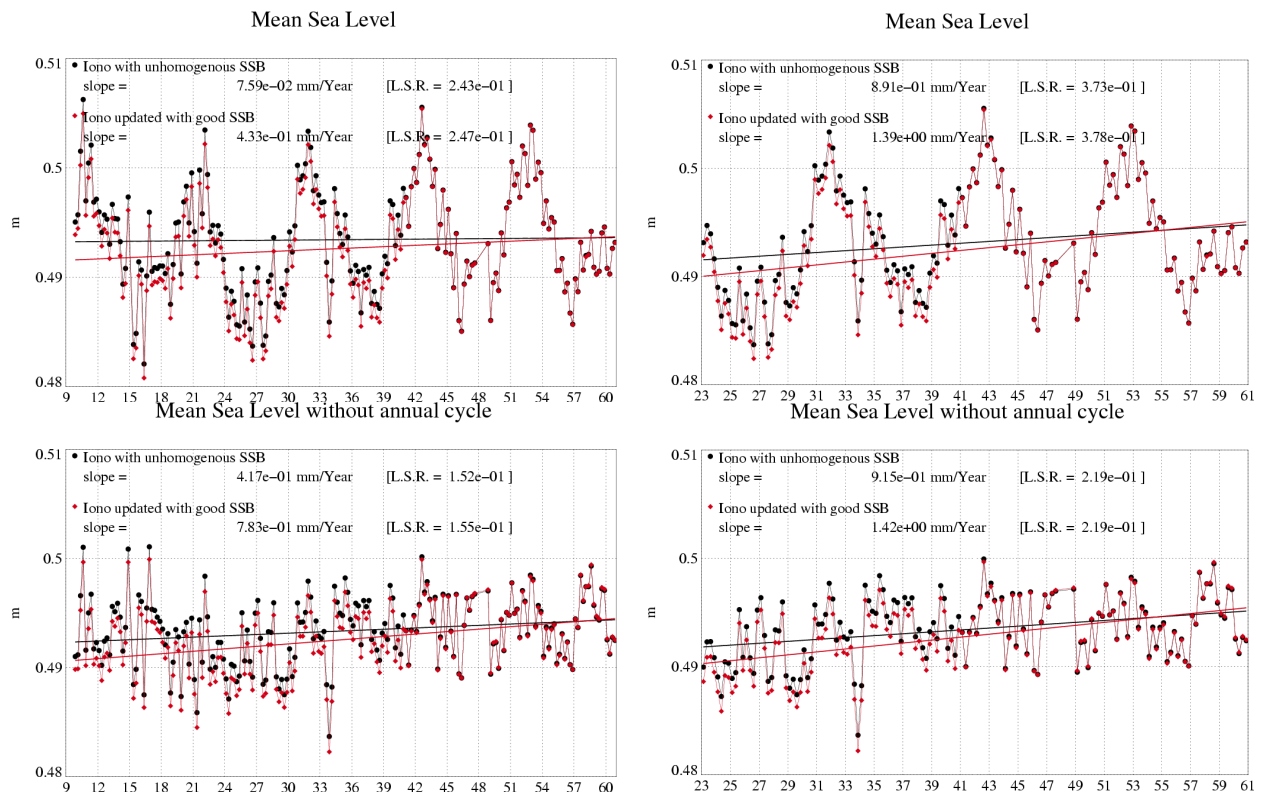 Mean Sea Level
0.51
Iono with unhomogenous SSB
slope = 7.59e−02 mm/Year [L.S.R. = 2.43e−01 ]
Iono updated with good SSB
slope = 4.33e−01 mm/Year [L.S.R. = 2.47e−01 ]
0.5
m
0.49
0.48
9 12 15 18 21 24 27 30 33 36 39 42 45 48 51 54 57 60
Mean Sea Level
0.51
Iono with unhomogenous SSB
slope = 8.91e−01 mm/Year [L.S.R. = 3.73e−01 ]
Iono updated with good SSB
slope = 1.39e+00 mm/Year [L.S.R. = 3.78e−01 ]
0.5
m
0.49
0.48
23 25 27 29 31 33 35 37 39 41 43 45 47 49 51 53 55 57 59 61
Mean Sea Level without annual cycle
0.51
Iono with unhomogenous SSB
slope = 4.17e−01 mm/Year [L.S.R. = 1.52e−01 ]
Iono updated with good SSB
slope = 7.83e−01 mm/Year [L.S.R. = 1.55e−01 ]
0.5
m
0.49
0.48
9 12 15 18 21 24 27 30 33 36 39 42 45 48 51 54 57 60
Mean Sea Level without annual cycle
0.51
Iono with unhomogenous SSB
slope = 9.15e−01 mm/Year [L.S.R. = 2.19e−01 ]
Iono updated with good SSB
slope = 1.42e+00 mm/Year [L.S.R. = 2.19e−01 ]
0.5
m
0.49
0.48
23 25 27 29 31 33 35 37 39 41 43 45 47 49 51 53 55 57 59 61